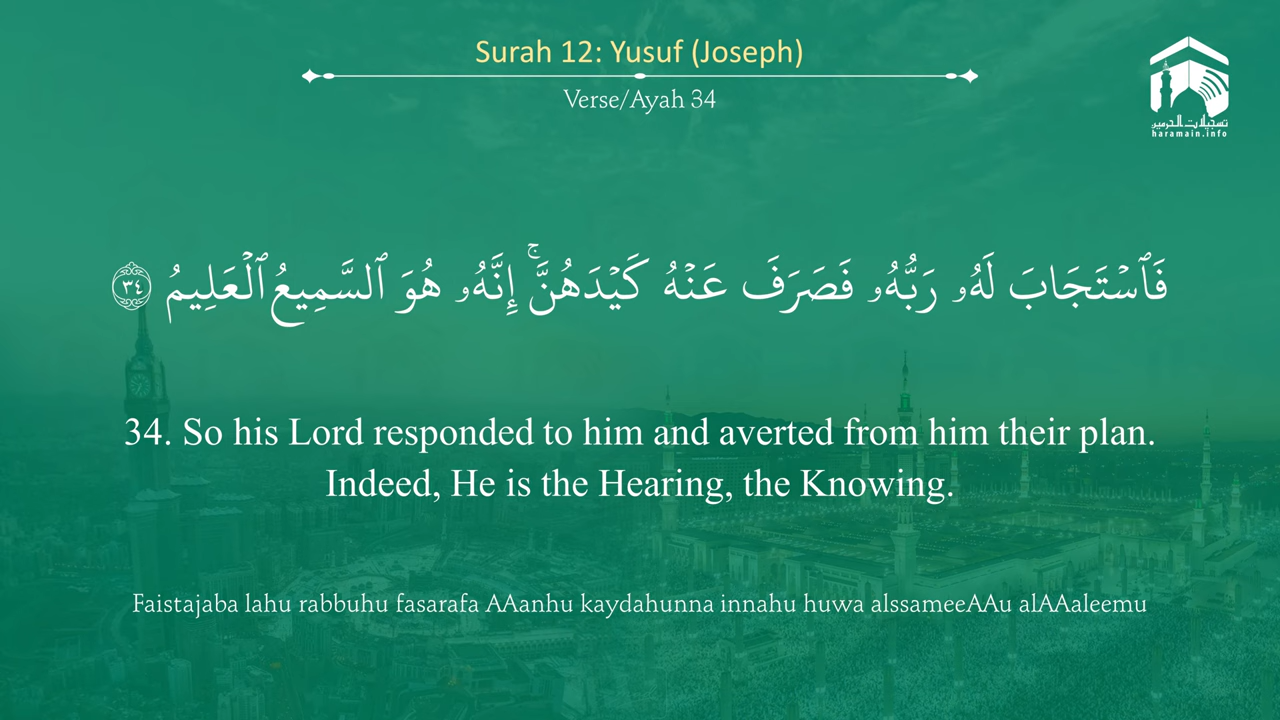 Surah 12: Yusuf (Joseph)
Verse/Ayah 34
تسجيلات الحرمين
haramain.info
فَٱسْتَجَابَ لَهُۥ رَبُّهُۥ فَصَرَفَ عَنْهُ كَيْدَهُنَّ ۚ إِنَّهُۥ هُوَ ٱلسَّمِيعُ ٱلْعَلِيمُ ٣٤
34. So his Lord responded to him and averted from him their plan.
Indeed, He is the Hearing, the Knowing.
Faistajaba lahu rabbuhu fasarafa AAanhu kaydahunna innahu huwa alssameeAAu alAAaleemu